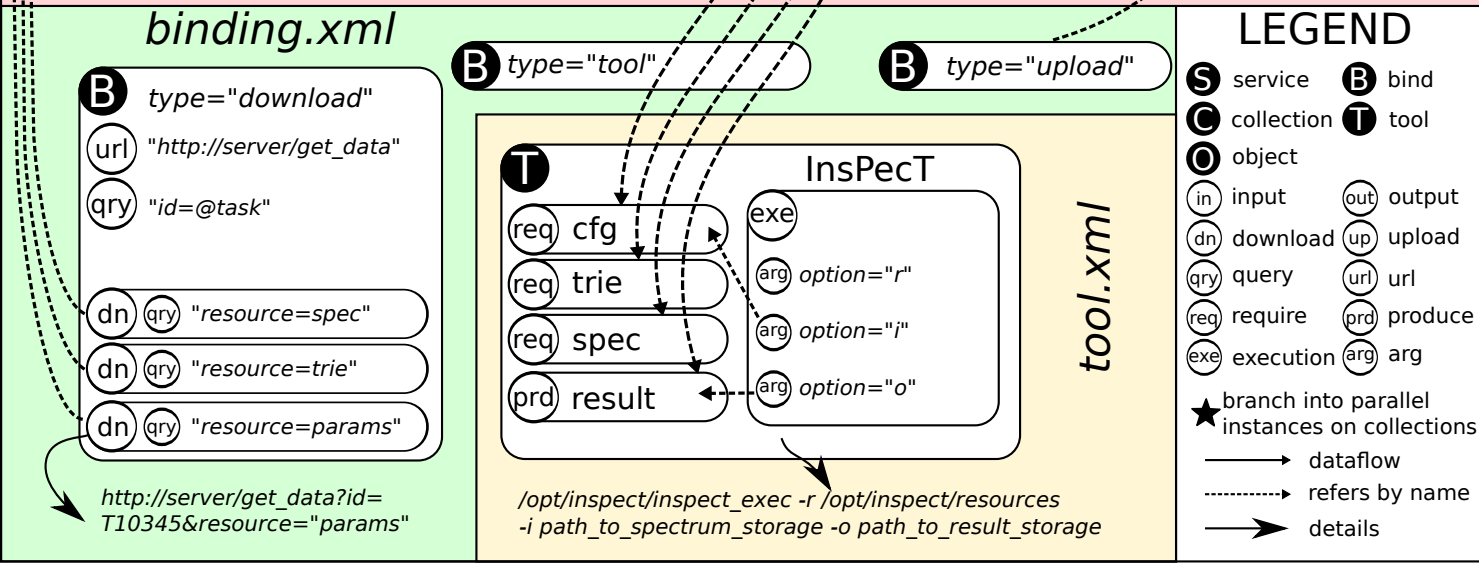 binding.xml
B type="download"
url "http://server/get_data"
qry "id=@task"
dn qry "resource=spec"
dn qry "resource=trie"
dn qry "resource=params"
http://server/get_data?id=
T10345&resource="params"
B type="tool"
B type="upload"
T InsPecT
req cfg
req trie
req spec
prd result
exe
arg option="r"
arg option="i"
arg option="o"
tool.xml
/opt/inspect/inspect_exec -r /opt/inspect/resources
-i path_to_spectrum_storage -o path_to_result_storage
LEGEND
S service B bind
C collection T tool
O object
in input out output
dn download up upload
qry query url url
req require prd produce
exe execution arg arg
branch into parallel
instances on collections
dataflow
refers by name
details